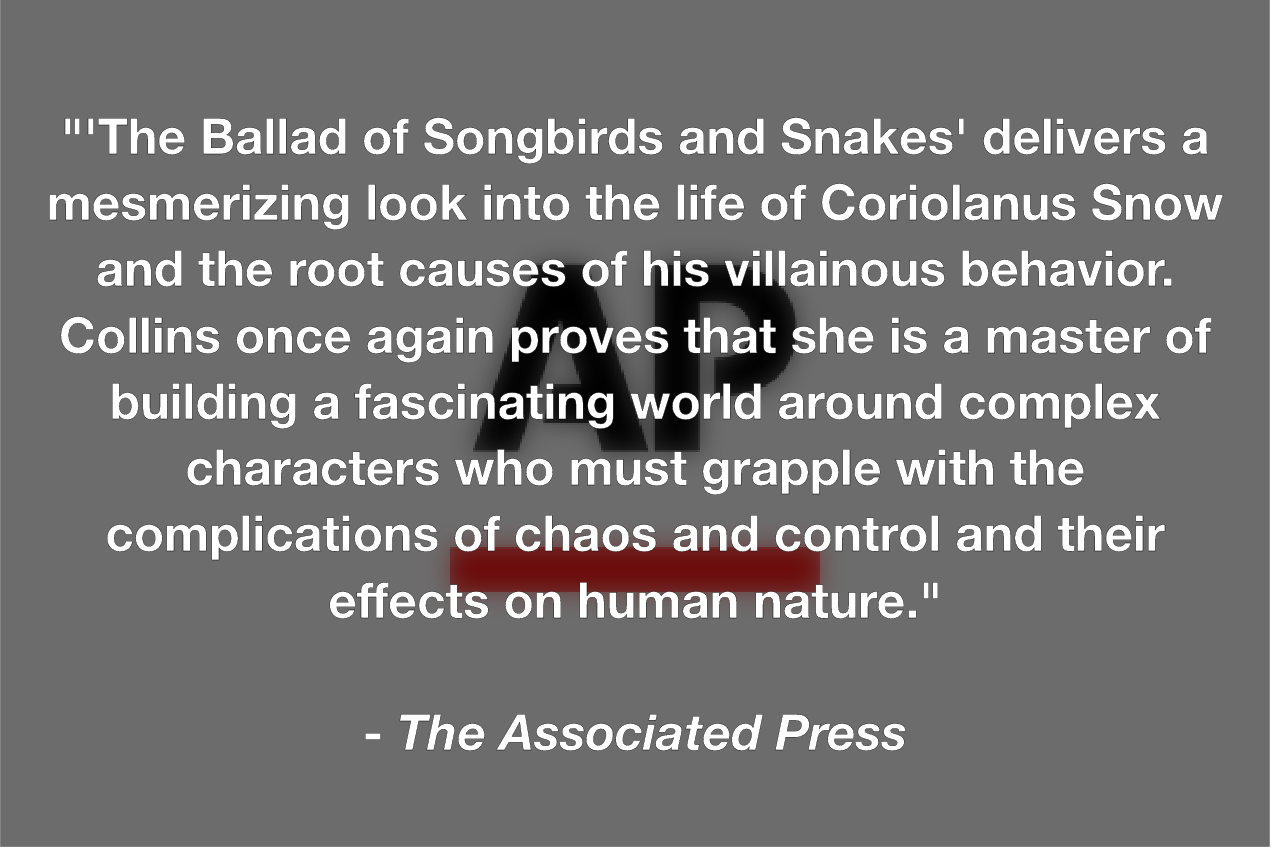 "'The Ballad of Songbirds and Snakes' delivers a
mesmerizing look into the life of Coriolanus Snow
and the root causes of his villainous behavior.
Collins once again proves that she is a master of
building a fascinating world around complex
characters who must grapple with the
complications of chaos and control and their
effects on human nature."
- The Associated Press
AP